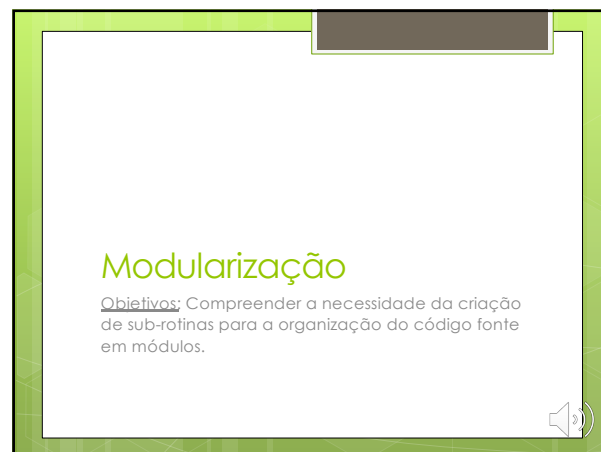 Modularização
Objetivos: Compreender a necessidade da criação
de sub-rotinas para a organização do código fonte
em módulos.